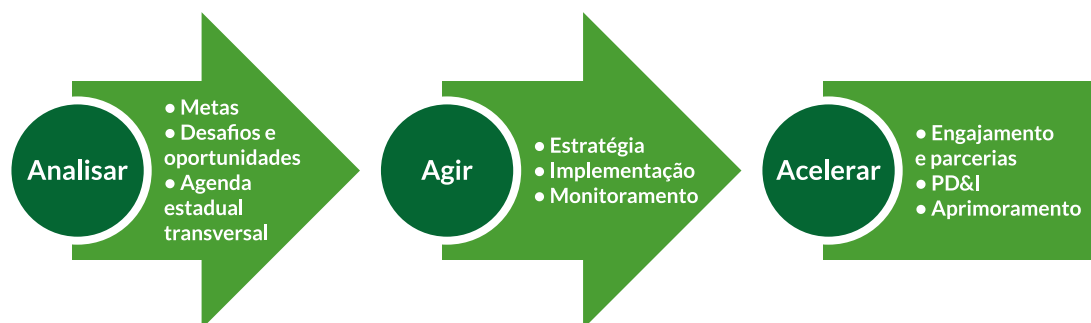 Analisar
● Metas
● Desafios e
oportunidades
● Agenda
estadual
transversal
Agir
● Estratégia
● Implementação
● Monitoramento
Acelerar
● Engajamento
e parcerias
● PD&I
● Aprimoramento